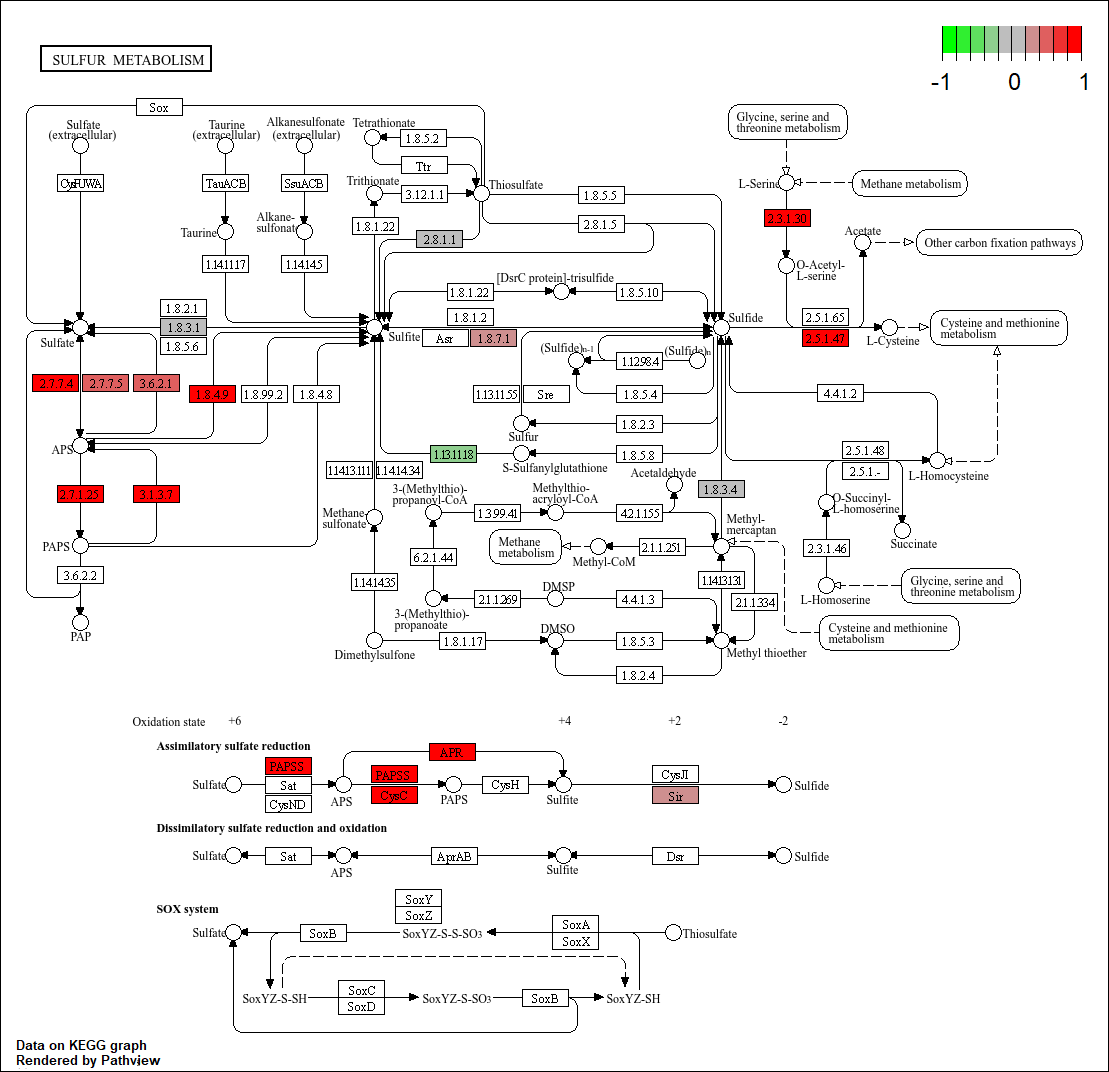 SULFUR METABOLISM
-1 0 1
Sox
Sulfate
(extracellular)
Taurine
(extracellular)
Alkanesulfonate
(extracellular)
Tetrathionate
1.8.5.2
Ttr
Trithionate
3.12.1.1
Thiosulfate
1.8.5.5
1.8.1.22
2.8.1.5
2.8.1.1
CysPUWA
TauACB
SsuACB
Taurine
Alkane-
sulfonate
1.14.11.17
1.14.14.5
Glycine, serine and
threonine metabolism
L-Serine
Methane metabolism
2.3.1.30
Acetate
Other carbon fixation pathways
O-Acetyl-
L-serine
[DsrC protein]-trisulfide
1.8.1.22
1.8.5.10
1.8.2.1
1.8.3.1
1.8.5.6
Sulfate
Sulfite
1.8.1.2
Asr
1.8.7.1
Sulfide
2.5.1.65
2.5.1.47
L-Cysteine
Cysteine and methionine
metabolism
(Sulfide)n-1
1.12.98.4
(Sulfide)n
2.7.7.4
2.7.7.5
3.6.2.1
1.8.4.9
1.8.99.2
1.8.4.8
1.13.11.55
Sre
1.8.5.4
4.4.1.2
Sulfur
1.8.2.3
APS
1.13.11.18
S-Sulfanylglutathione
1.8.5.8
2.5.1.48
2.5.1.-
L-Homocysteine
1.14.13.111
1.14.14.34
Acetaldehyde
1.8.3.4
2.7.1.25
3.1.3.7
3-(Methylthio)-
propanoyl-CoA
Methylthio-
acryloyl-CoA
O-Succinyl-
L-homoserine
Methane-
sulfonate
1.3.99.41
4.2.1.155
Methyl-
mercaptan
Succinate
PAPS
Methane
metabolism
Methyl-CoM
2.1.1.251
2.3.1.46
6.2.1.44
3.6.2.2
1.14.14.35
1.14.13.131
DMSP
L-Homoserine
Glycine, serine and
threonine metabolism
2.1.1.269
4.4.1.3
2.1.1.334
3-(Methylthio)-
propanoate
PAP
DMSO
Cysteine and methionine
metabolism
Dimethylsulfone
1.8.1.17
1.8.5.3
Methyl thioether
1.8.2.4
Oxidation state +6 +4 +2 -2
Assimilatory sulfate reduction
PAPSS
APR
PAPSS
CysJI
Sulfate
Sat
CysND
APS
CysC
PAPS
CysH
Sulfite
Sir
Sulfide
Dissimilatory sulfate reduction and oxidation
Sulfate
Sat
APS
AprAB
Sulfite
Dsr
Sulfide
SOX system
SoxY
SoxZ
Sulfate
SoxB
SoxYZ-S-S-SO3
SoxA
SoxX
Thiosulfate
SoxYZ-S-SH
SoxC
SoxD
SoxYZ-S-SO3
SoxB
SoxYZ-SH
Data on KEGG graph
Rendered by Pathview